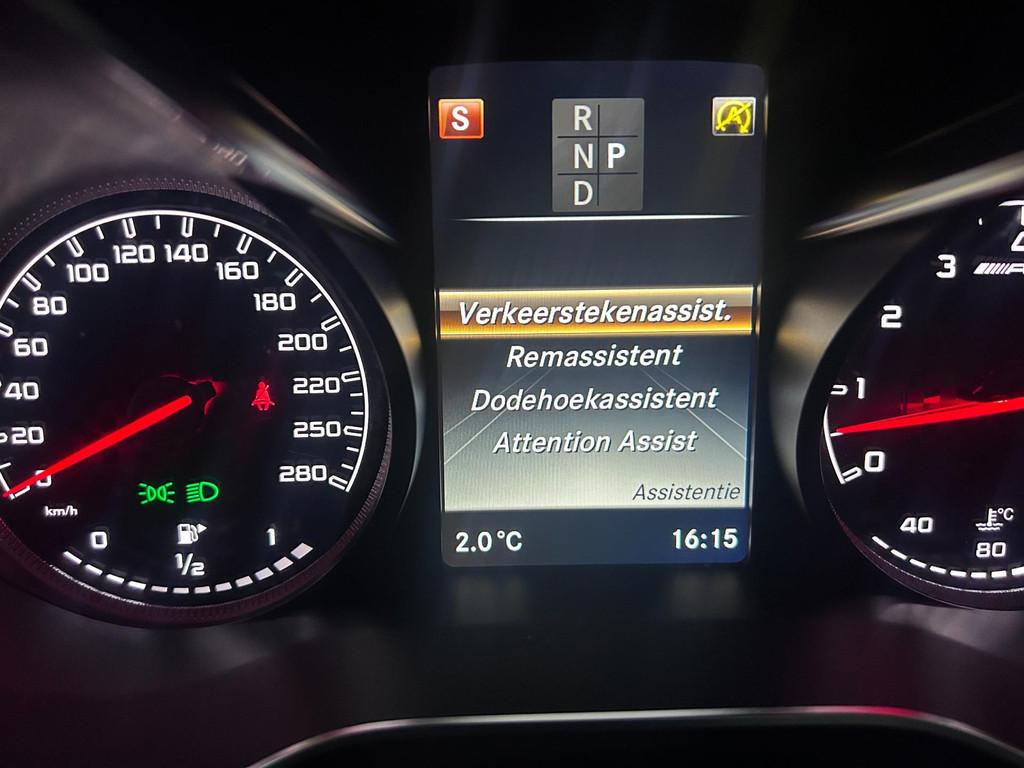 S
R
N P
D
A
Verkeerstekenassist.
Remassistent
Dodehoekassistent
Attention Assist
Assistentie
2.0°C 16:15
0
20
40
60
80
100
120
140
160
180
200
220
250
280
km/h
0 1/2 1
0
1
2
3
40
80
°C